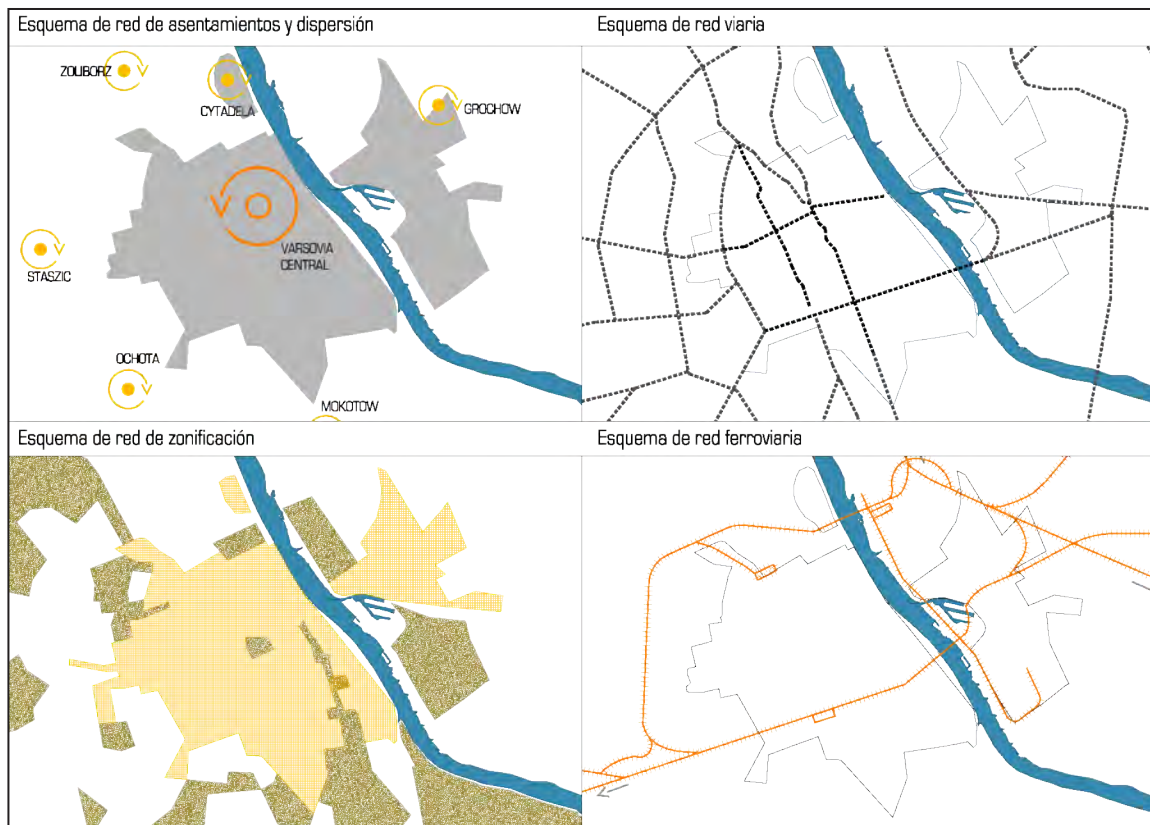 Esquema de red de asentamientos y dispersión
Esquema de red viaria
ZOLIBORZ
CYTADELA
GROCHOW
VARSOVIA
CENTRAL
STASZIC
OCHOTA
MOKOTOW
Esquema de red de zonificación
Esquema de red ferroviaria